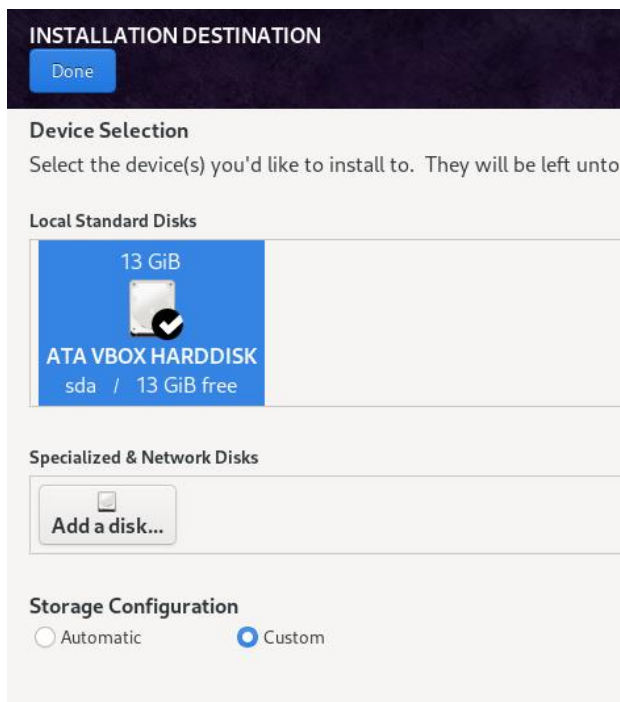 INSTALLATION DESTINATION
Done
Device Selection
Select the device(s) you'd like to install to. They will be left unto
Local Standard Disks
13 GiB
ATA VBOX HARDDISK
sda / 13 GiB free
Specialized & Network Disks
Add a disk...
Storage Configuration
Automatic Custom